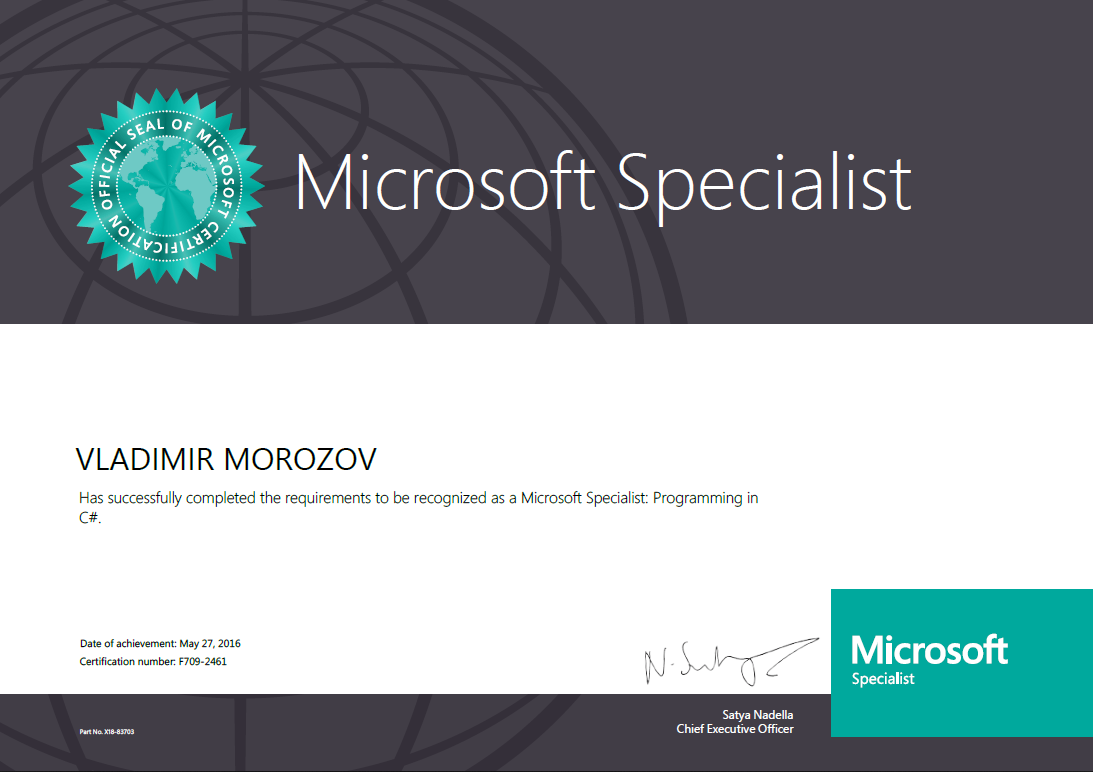 OFFICIAL SEAL OF MICROSOFT CERTIFICATION
Microsoft Specialist
VLADIMIR MOROZOV
Has successfully completed the requirements to be recognized as a Microsoft Specialist: Programming in
C#.
Date of achievement: May 27, 2016
Certification number: F709-2461
N. Satya
Microsoft
Specialist
Satya Nadella
Chief Executive Officer
Part No. X18-83703